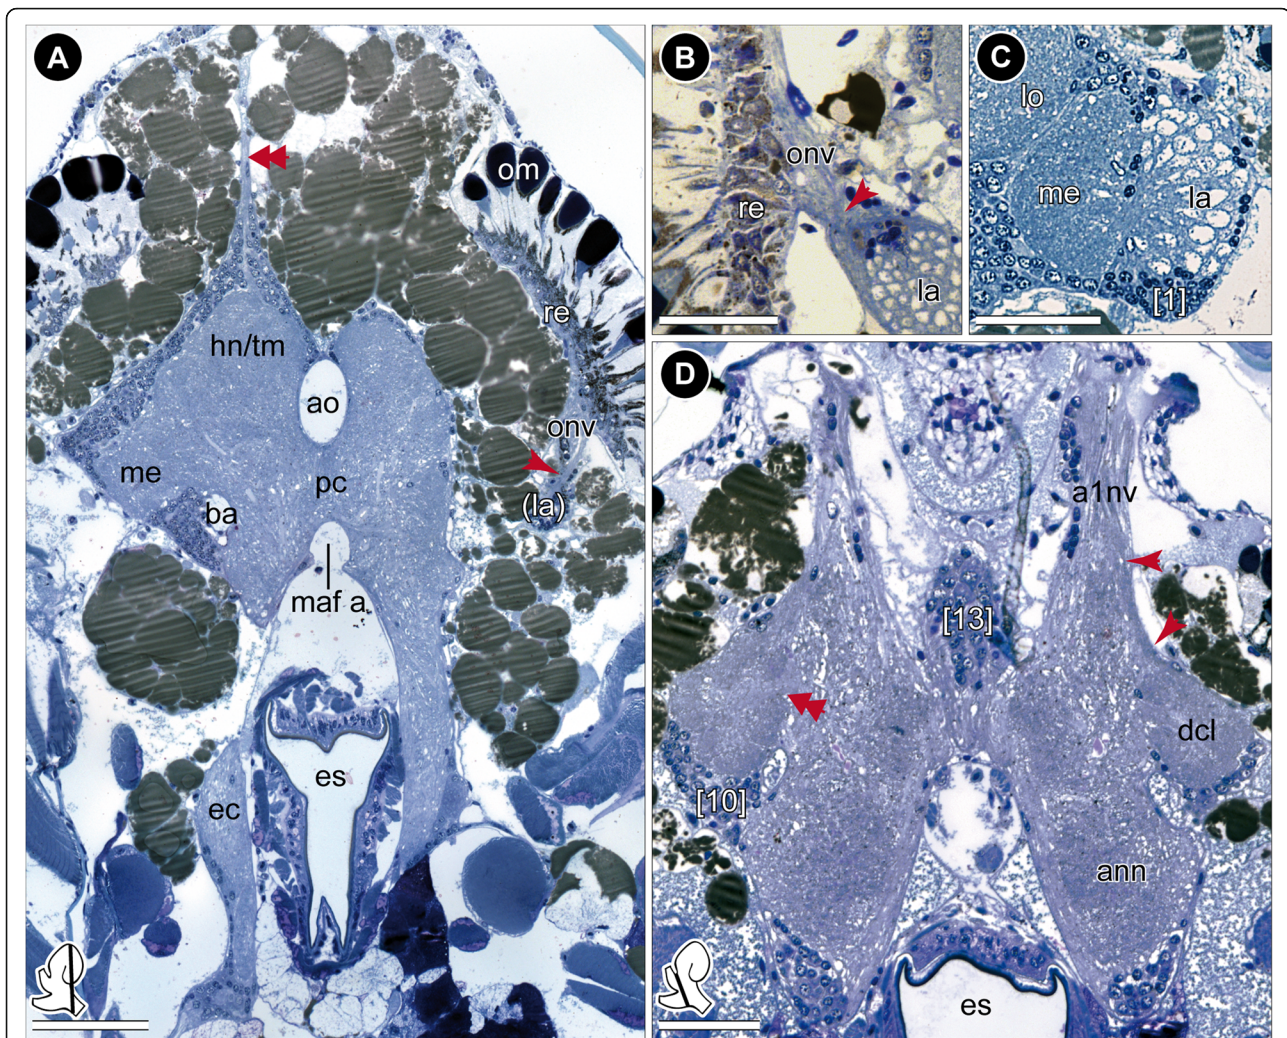 A
om
re
hn/tm
ao
onv
me
pc
(la)
ba
maf a
es
ec
B
onv
re
la
C
lo
me
la
[1]
D
a1nv
[13]
dcl
[10]
ann
es